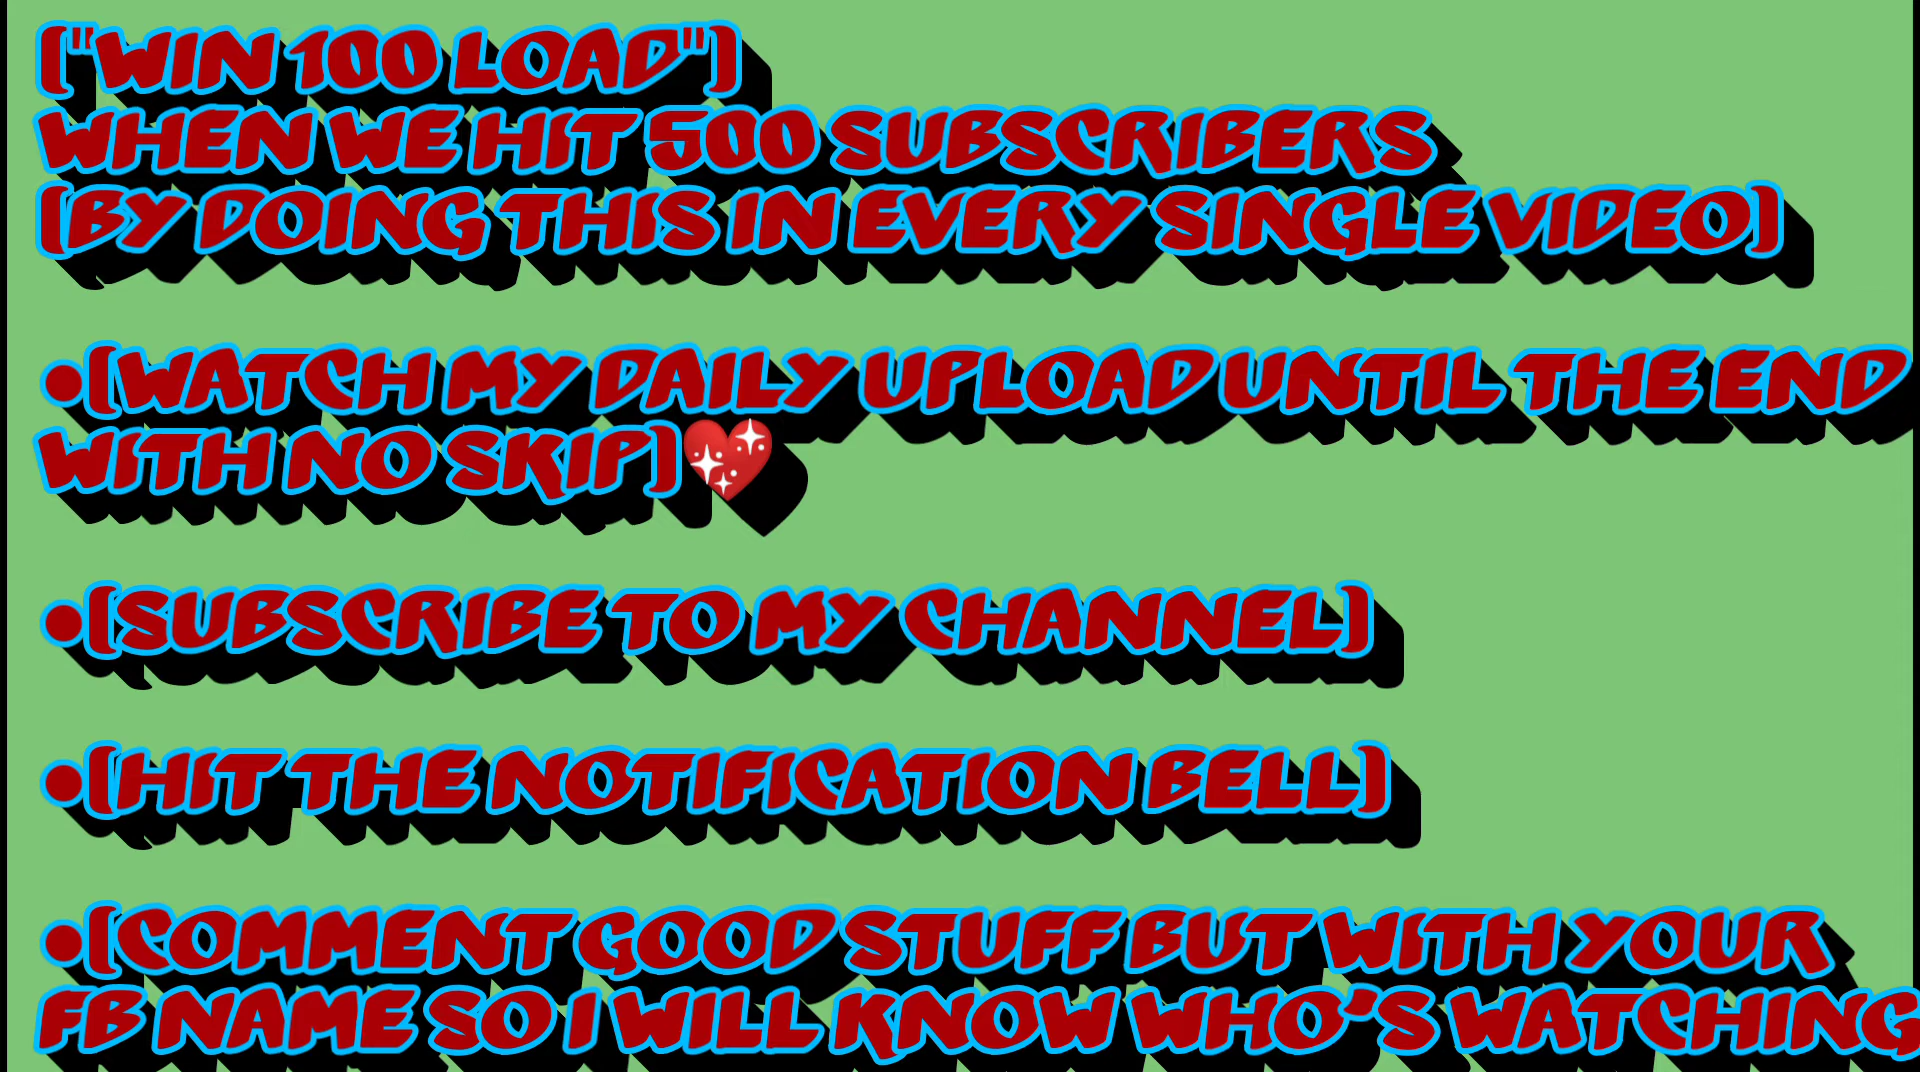 ("WIN 100 LOAD")
WHEN WE HIT 500 SUBSCRIBERS
(BY DOING THIS IN EVERY SINGLE VIDEO)
•(WATCH MY DAILY UPLOAD UNTIL THE END
WITH NO SKIP)💖
•(SUBSCRIBE TO MY CHANNEL)
•(HIT THE NOTIFICATION BELL)
•(COMMENT GOOD STUFF BUT WITH YOUR
FB NAME SO I WILL KNOW WHO'S WATCHING